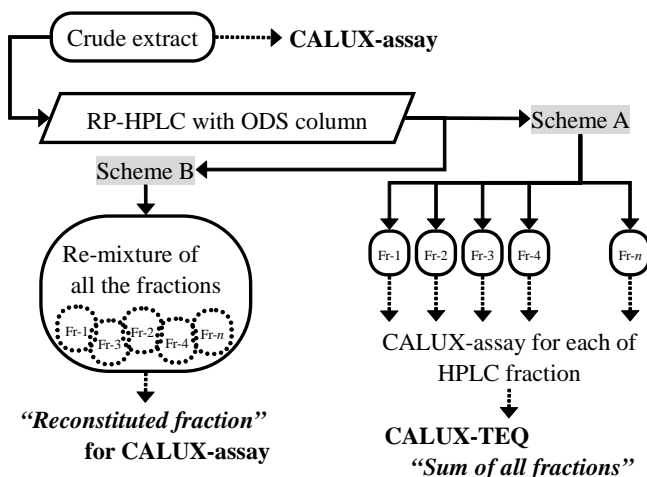 Crude extract
CALUX-assay
RP-HPLC with ODS column
Scheme A
Scheme B
Re-mixture of
all the fractions
Fr-1
Fr-3
Fr-2
Fr-4
Fr-n
Fr-1
Fr-2
Fr-3
Fr-4
Fr-n
CALUX-assay for each of
HPLC fraction
“Reconstituted fraction”
for CALUX-assay
CALUX-TEQ
“Sum of all fractions”